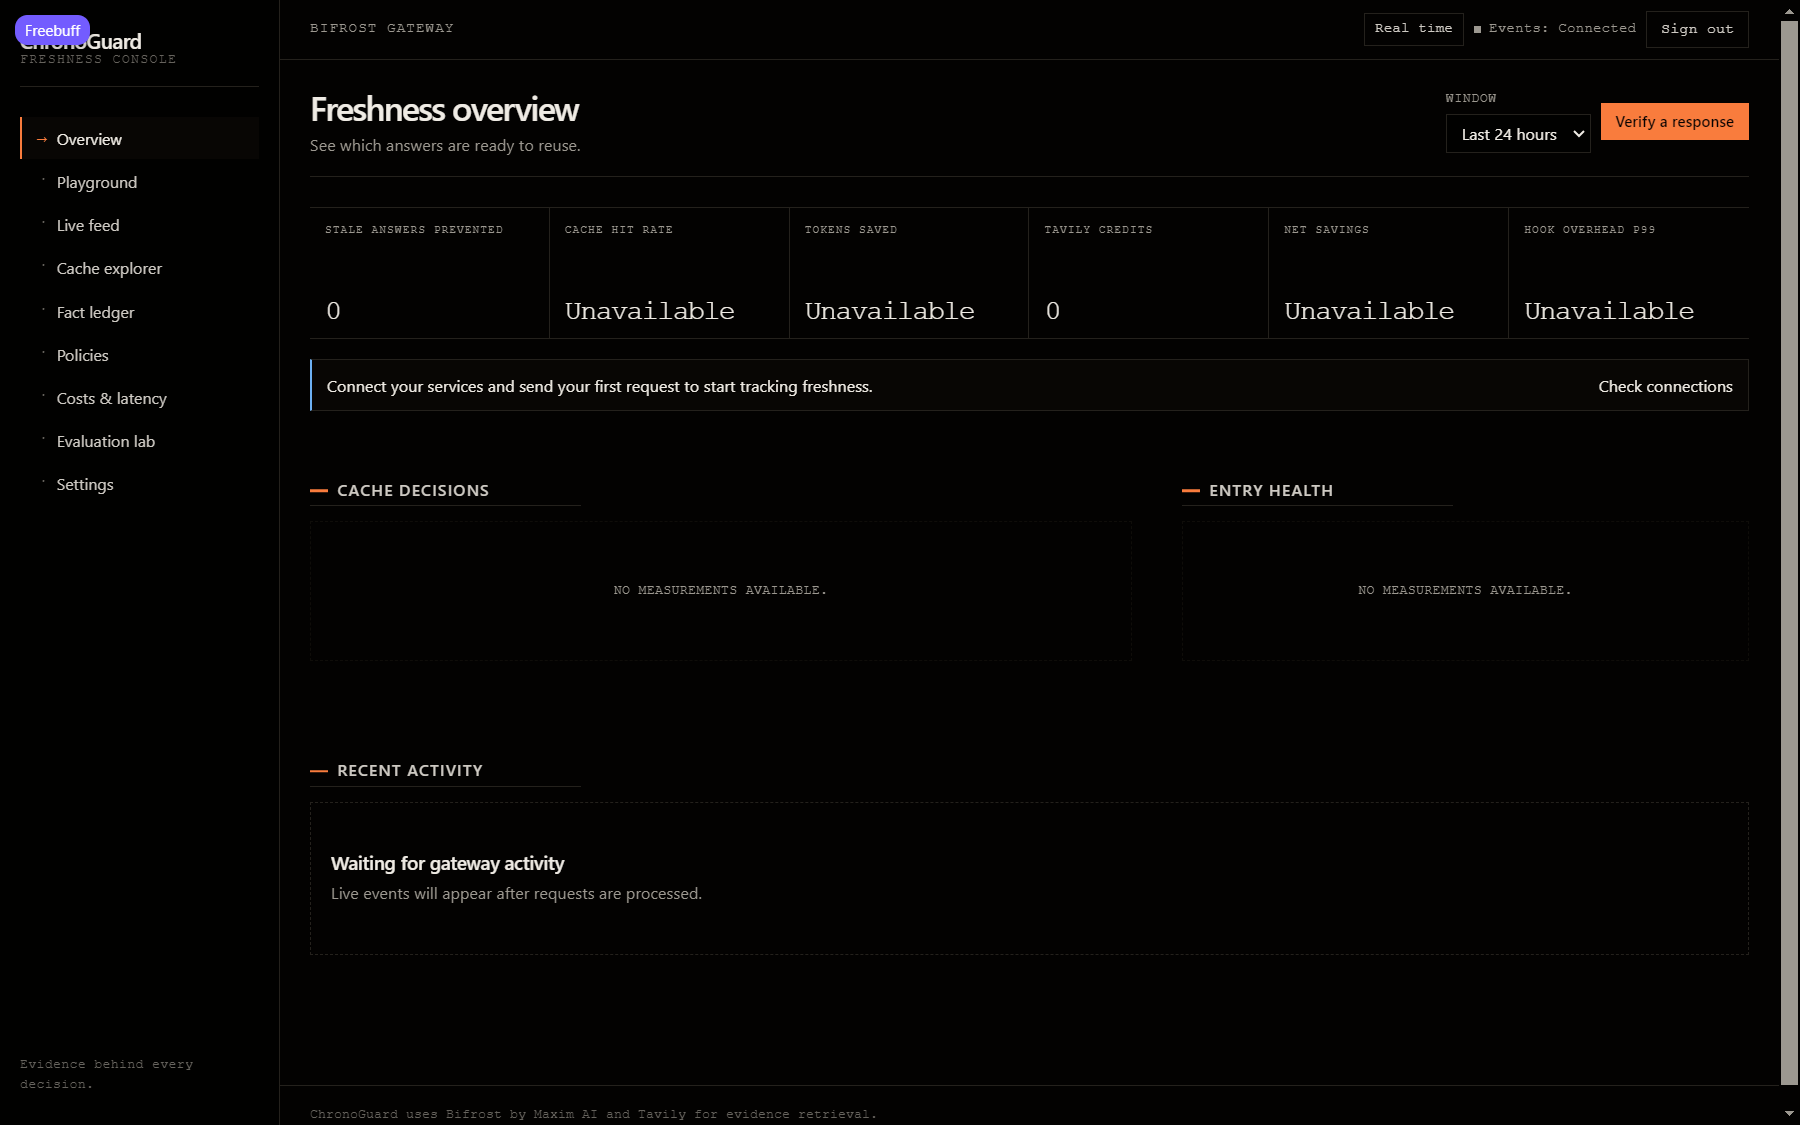 Freebuff
ChronoGuard
FRESHNESS CONSOLE
→ Overview
Playground
Live feed
Cache explorer
Fact ledger
Policies
Costs & latency
Evaluation lab
Settings
Evidence behind every
decision.
BIFROST GATEWAY
Real time
Events: Connected
Sign out
Freshness overview
See which answers are ready to reuse.
WINDOW
Last 24 hours
Verify a response
STALE ANSWERS PREVENTED
0
CACHE HIT RATE
Unavailable
TOKENS SAVED
Unavailable
TAVILY CREDITS
0
NET SAVINGS
Unavailable
HOOK OVERHEAD P99
Unavailable
Connect your services and send your first request to start tracking freshness.
Check connections
CACHE DECISIONS
NO MEASUREMENTS AVAILABLE.
ENTRY HEALTH
NO MEASUREMENTS AVAILABLE.
RECENT ACTIVITY
Waiting for gateway activity
Live events will appear after requests are processed.
ChronoGuard uses Bifrost by Maxim AI and Tavily for evidence retrieval.